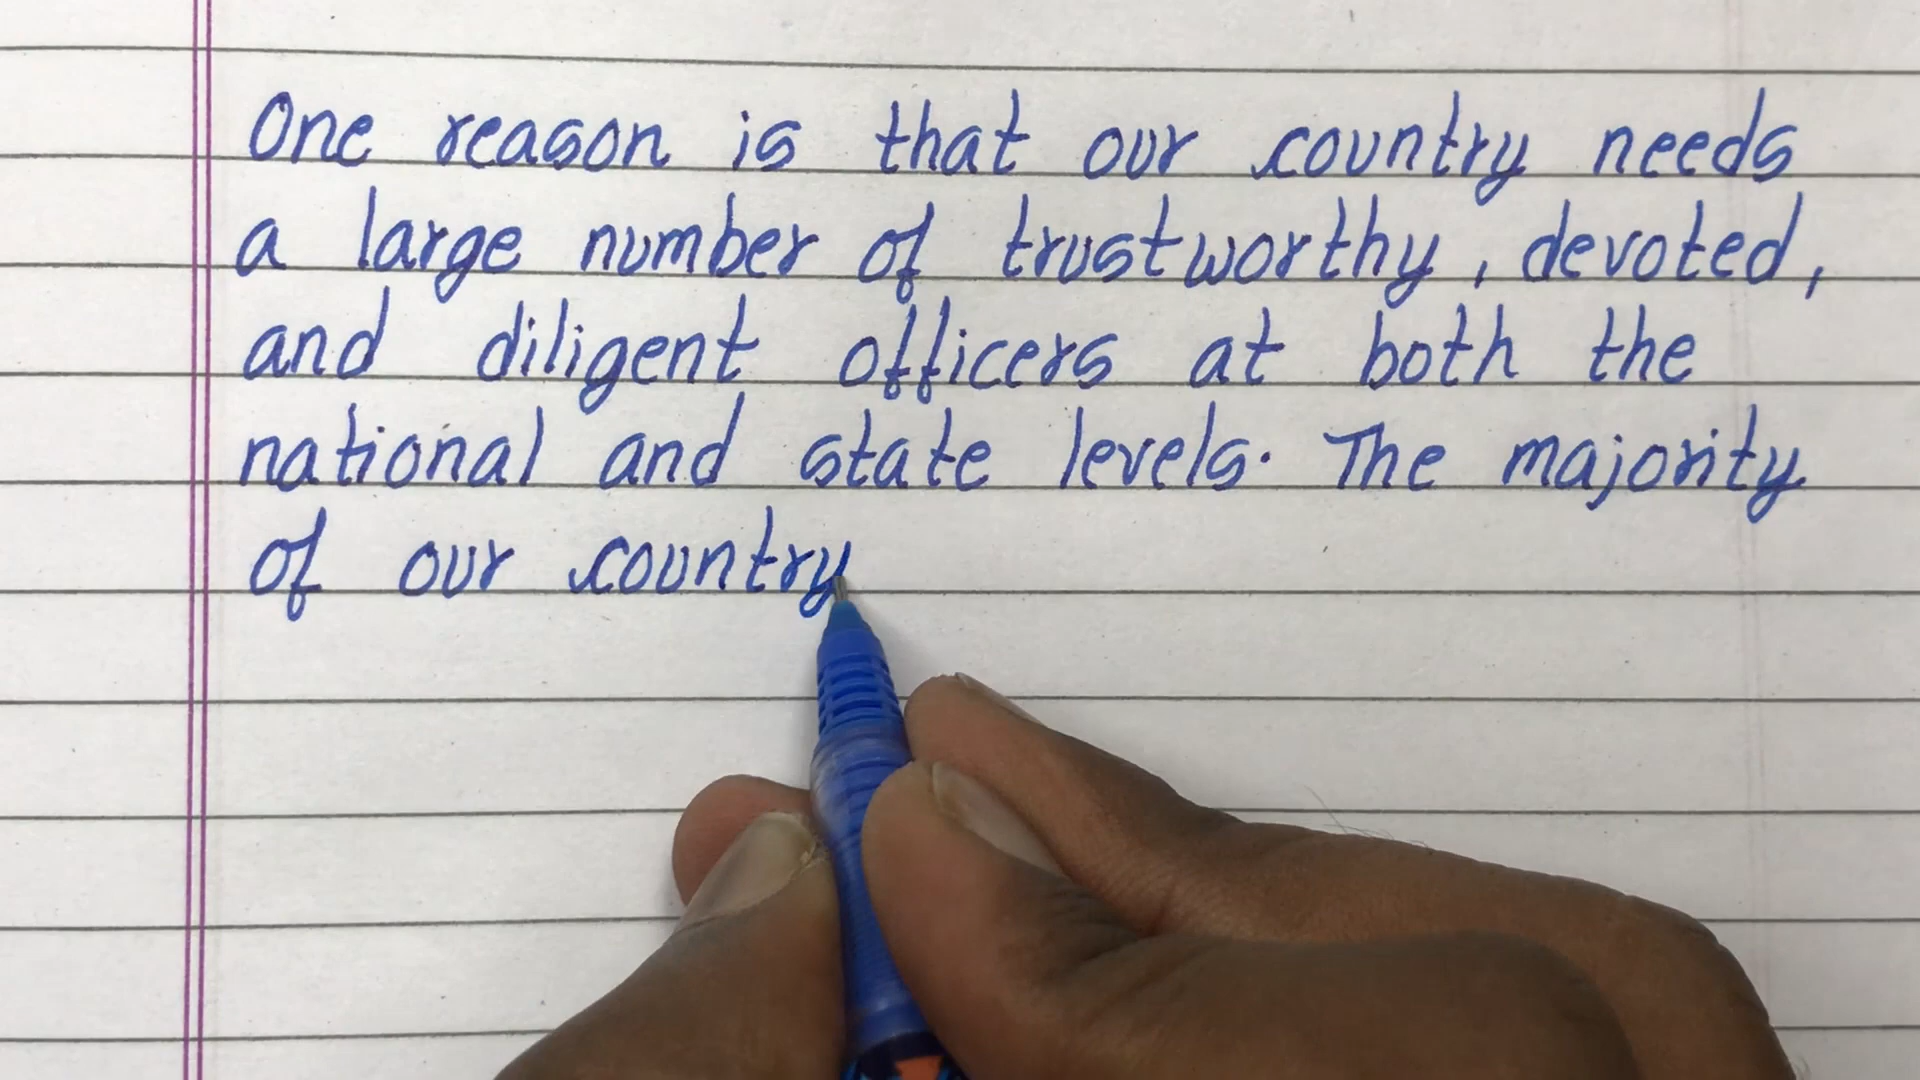 One reason is that our country needs
a large number of trustworthy, devoted,
and diligent officers at both the
national and state levels. The majority
of our country